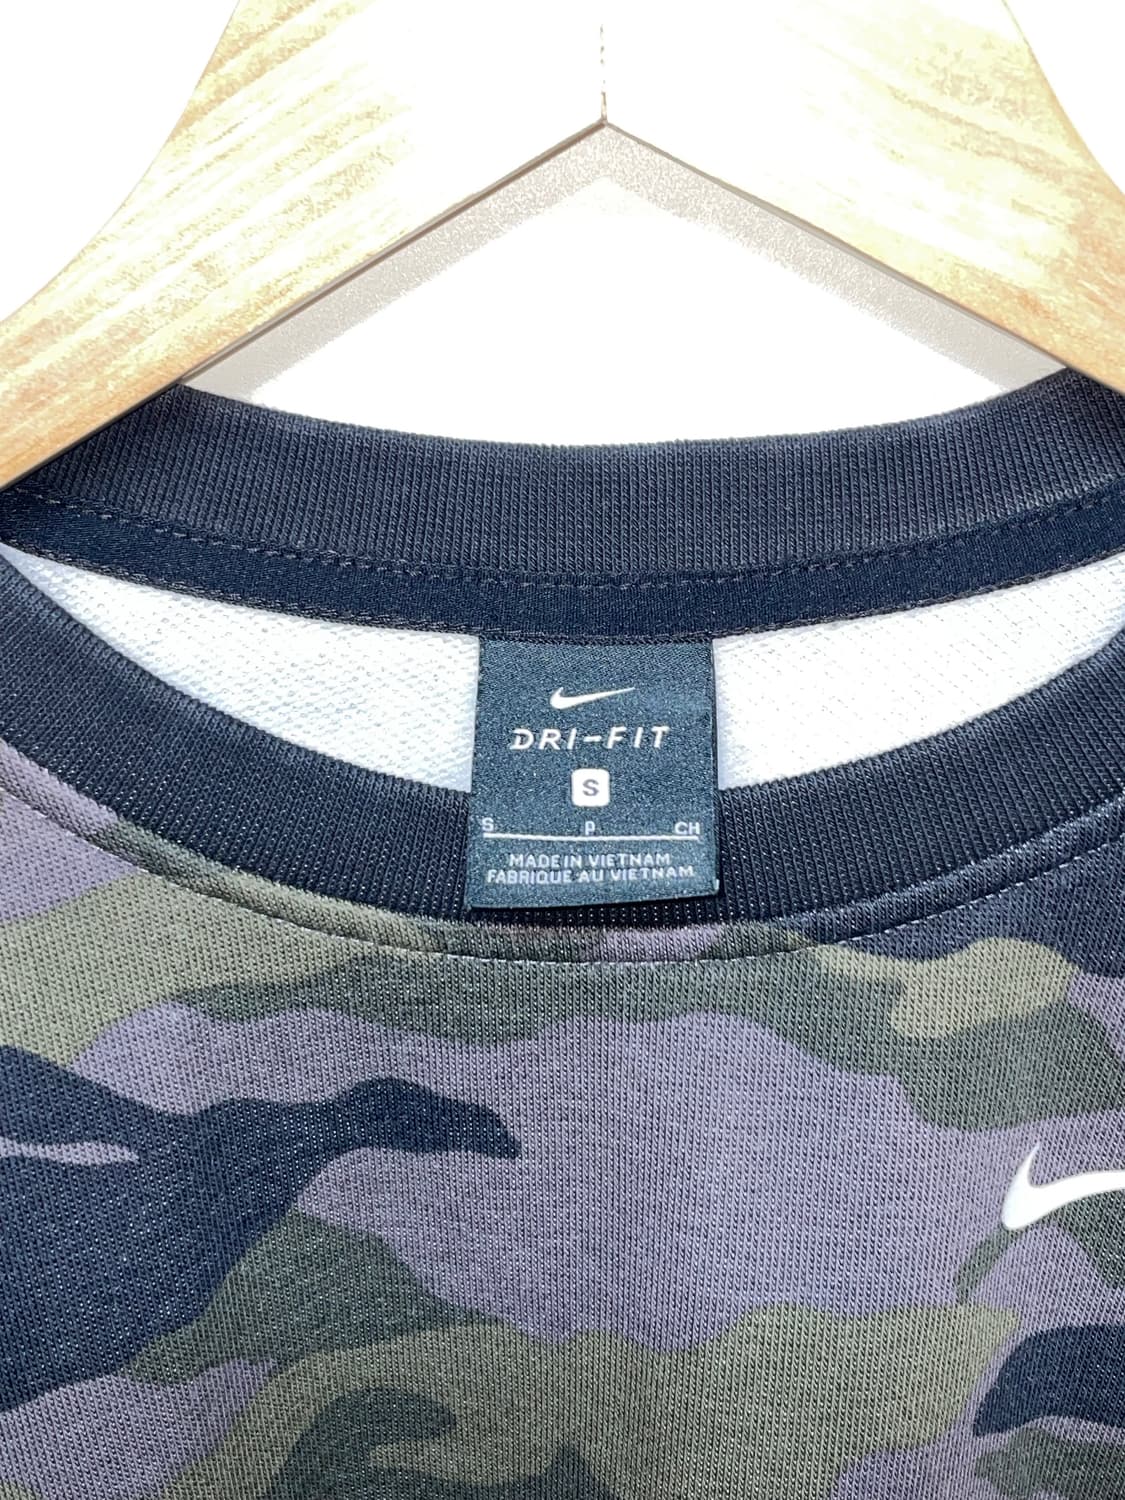 DRI-FIT
S
S P CH
MADE IN VIETNAM
FABRIQUE AU VIETNAM